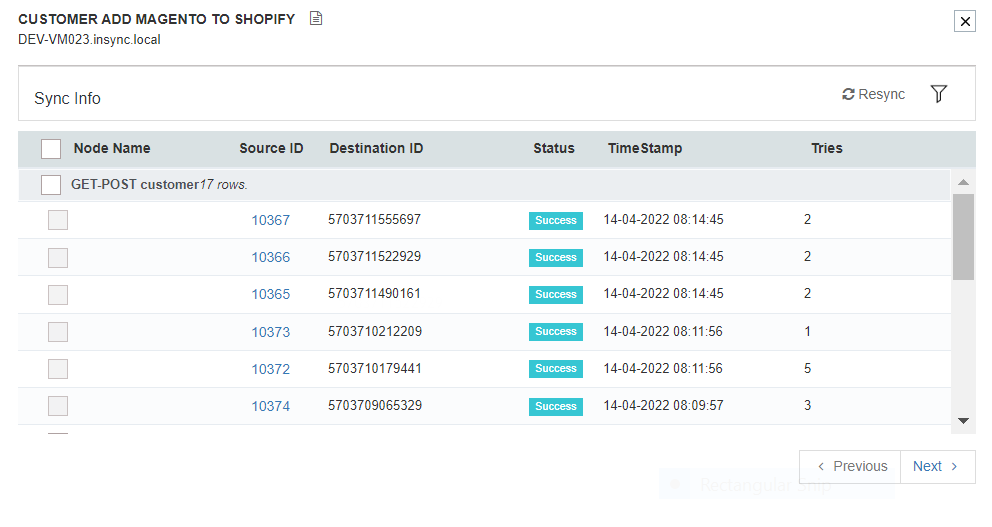 CUSTOMER ADD MAGENTO TO SHOPIFY
DEV-VM023.insync.local
Sync Info
Resync
Node Name Source ID Destination ID Status TimeStamp Tries
GET-POST customer17 rows.
10367 5703711555697 Success 14-04-2022 08:14:45 2
10366 5703711522929 Success 14-04-2022 08:14:45 2
10365 5703711490161 Success 14-04-2022 08:14:45 2
10373 5703710212209 Success 14-04-2022 08:11:56 1
10372 5703710179441 Success 14-04-2022 08:11:56 5
10374 5703709065329 Success 14-04-2022 08:09:57 3
Previous Next
Rectangular Snip